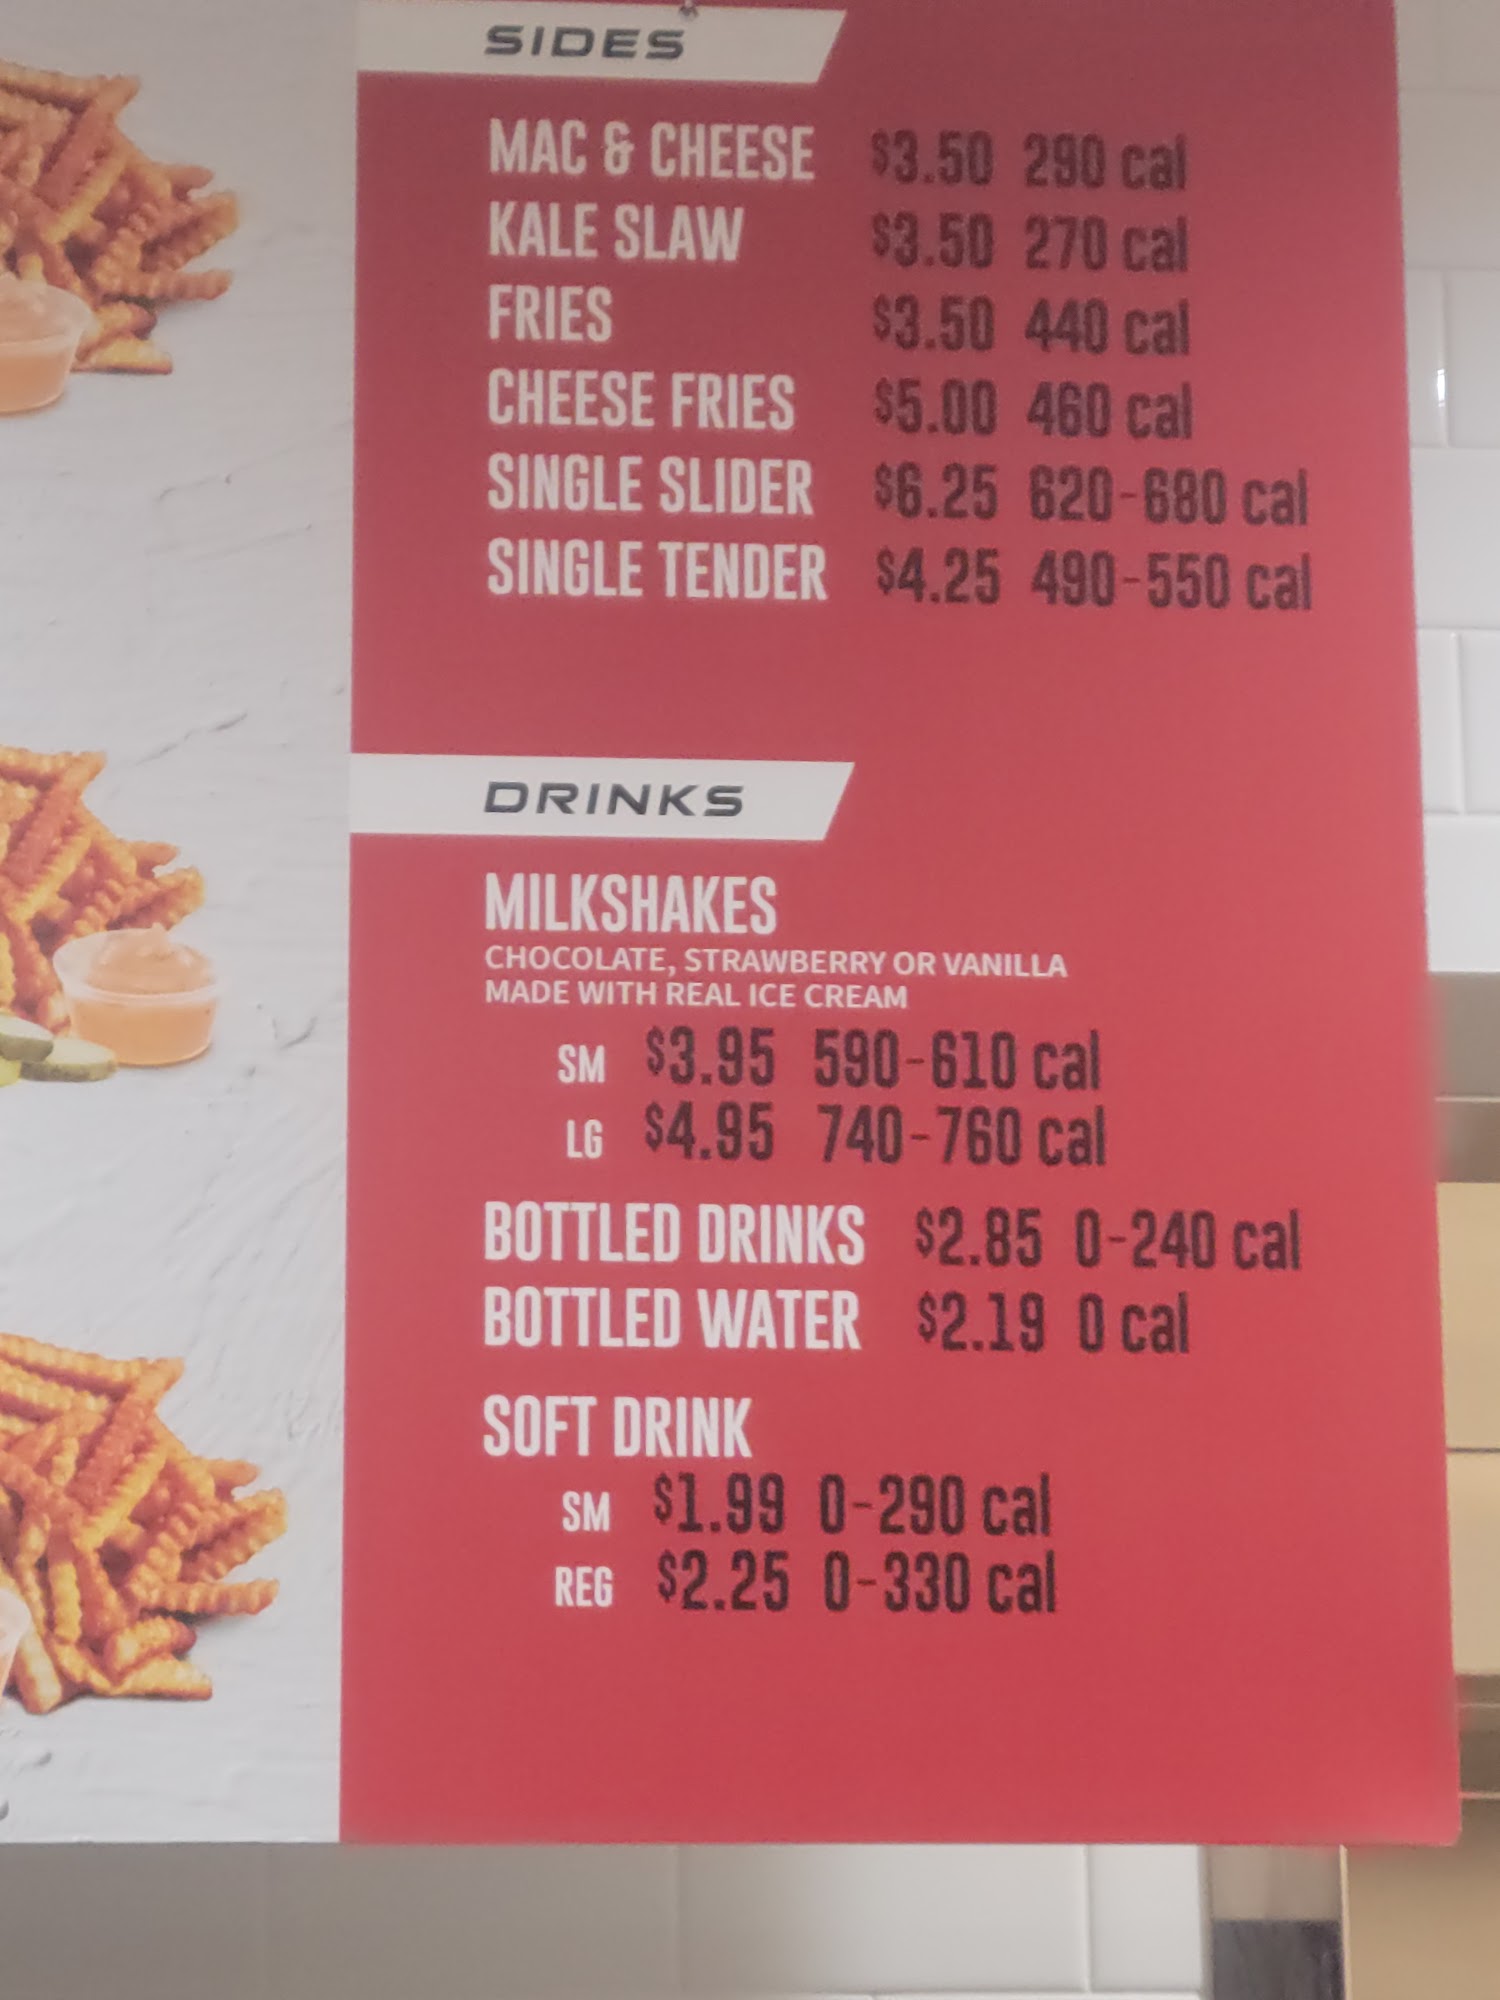 SIDES
MAC & CHEESE $3.50 290 cal
KALE SLAW $3.50 270 cal
FRIES $3.50 440 cal
CHEESE FRIES $5.00 460 cal
SINGLE SLIDER $6.25 620-680 cal
SINGLE TENDER $4.25 490-550 cal
DRINKS
MILKSHAKES
CHOCOLATE, STRAWBERRY OR VANILLA
MADE WITH REAL ICE CREAM
SM $3.95 590-610 cal
LG $4.95 740-760 cal
BOTTLED DRINKS $2.85 0-240 cal
BOTTLED WATER $2.19 0 cal
SOFT DRINK
SM $1.99 0-290 cal
REG $2.25 0-330 cal